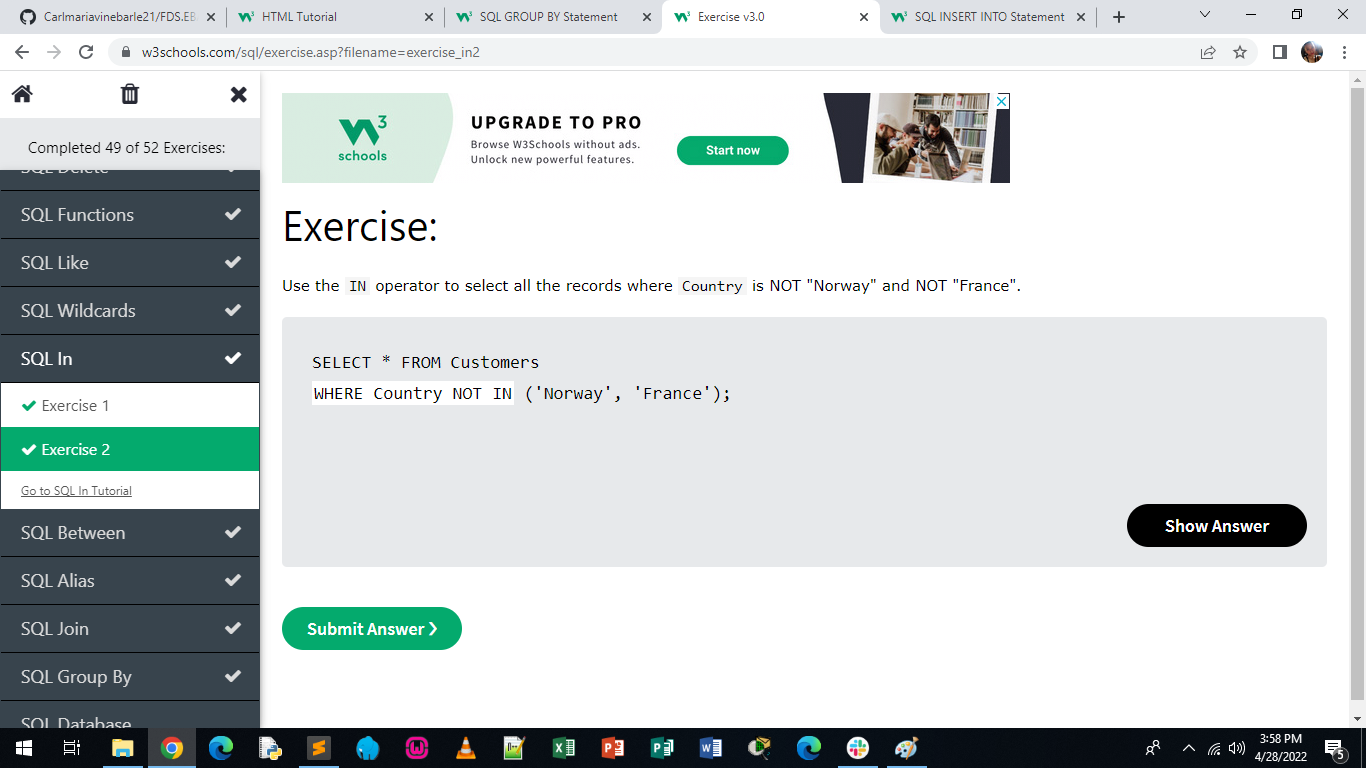 Carlmariavinebarle21/FDS.EB
HTML Tutorial
SQL GROUP BY Statement
Exercise v3.0
SQL INSERT INTO Statement
w3schools.com/sql/exercise.asp?filename=exercise_in2
Completed 49 of 52 Exercises:
SQL Delete
SQL Functions
SQL Like
SQL Wildcards
SQL In
Exercise 1
Exercise 2
Go to SQL In Tutorial
SQL Between
SQL Alias
SQL Join
SQL Group By
SQL Database
3
schools
UPGRADE TO PRO
Browse W3Schools without ads.
Unlock new powerful features.
Start now
Exercise:
Use the IN operator to select all the records where Country is NOT "Norway" and NOT "France".
SELECT * FROM Customers
WHERE Country NOT IN ('Norway', 'France');
Show Answer
Submit Answer ❯
3:58 PM
4/28/2022
5